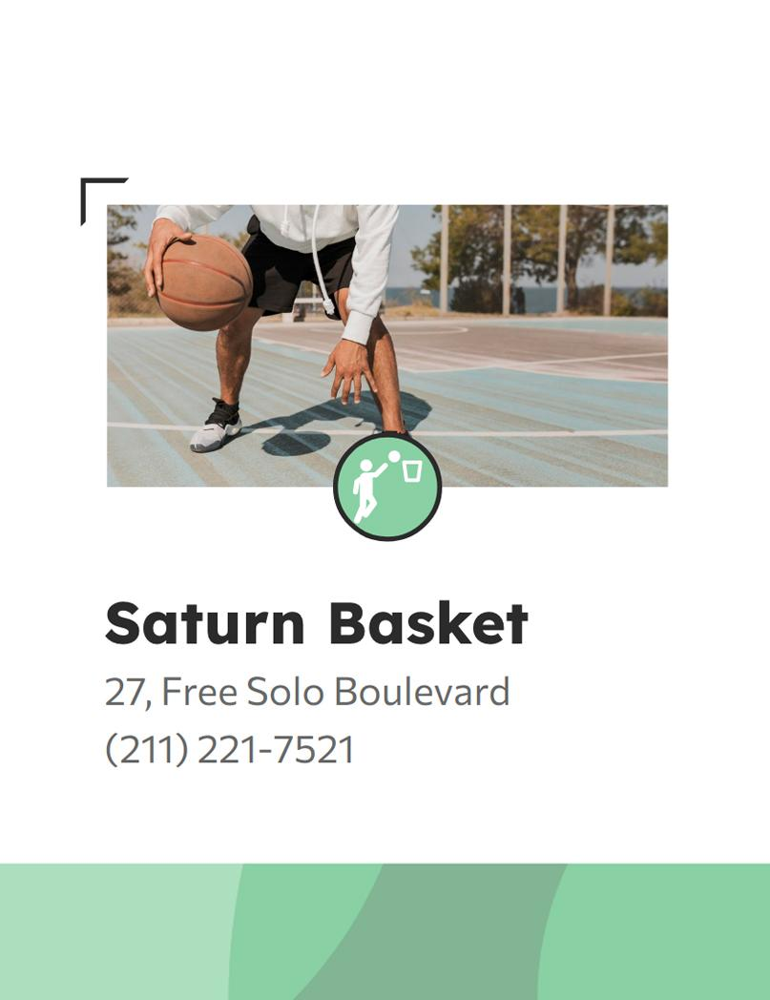 Saturn Basket
27, Free Solo Boulevard
(211) 221-7521